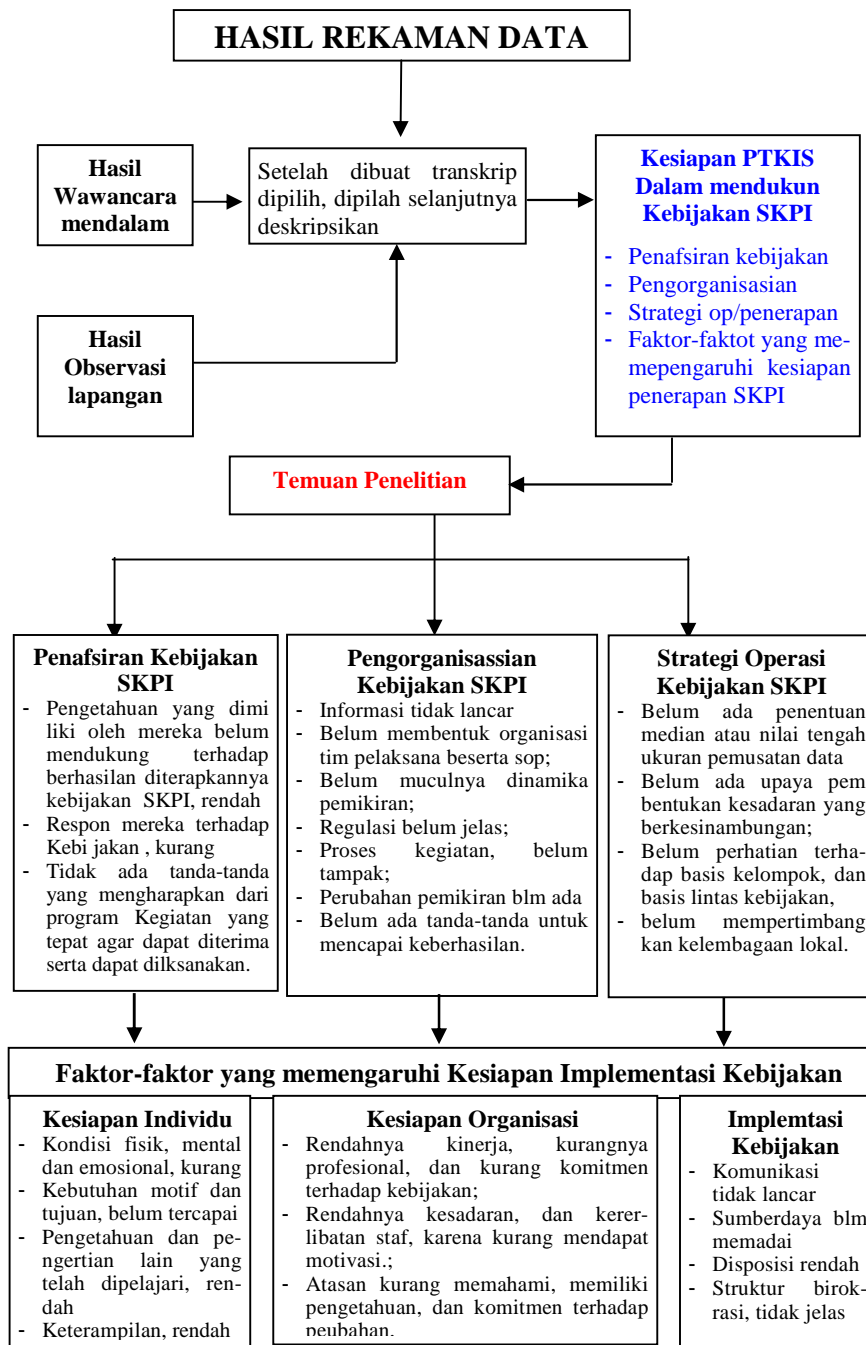 HASIL REKAMAN DATA
Hasil
Wawancara
mendalam
Setelah dibuat transkrip
dipilih, dipilah selanjutnya
deskripsikan
Kesiapan PTKIS
Dalam mendukun
Kebijakan SKPI
- Penafsiran kebijakan
- Pengorganisasian
- Strategi op/penerapan
- Faktor-faktot yang me-
mepengaruhi kesiapan
penerapan SKPI
Hasil
Observasi
lapangan
Temuan Penelitian
Penafsiran Kebijakan
SKPI
- Pengetahuan yang dimi
liki oleh mereka belum
mendukung terhadap
berhasilan diterapkannya
kebijakan SKPI, rendah
- Respon mereka terhadap
Kebi jakan , kurang
- Tidak ada tanda-tanda
yang mengharapkan dari
program Kegiatan yang
tepat agar dapat diterima
serta dapat dilksanakan.
Pengorganisassian
Kebijakan SKPI
- Informasi tidak lancar
- Belum membentuk organisasi
tim pelaksana beserta sop;
- Belum muculnya dinamika
pemikiran;
- Regulasi belum jelas;
- Proses kegiatan, belum
tampak;
- Perubahan pemikiran blm ada
- Belum ada tanda-tanda untuk
mencapai keberhasilan.
Strategi Operasi
Kebijakan SKPI
- Belum ada penentuan
median atau nilai tengah
ukuran pemusatan data
- Belum ada upaya pem
bentukan kesadaran yang
berkesinambungan;
- Belum perhatian terha-
dap basis kelompok, dan
basis lintas kebijakan,
- belum mempertimbang
kan kelembagaan lokal.
Faktor-faktor yang memengaruhi Kesiapan Implementasi Kebijakan
Kesiapan Individu
- Kondisi fisik, mental
dan emosional, kurang
- Kebutuhan motif dan
tujuan, belum tercapai
- Pengetahuan dan pe-
ngertian lain yang
telah dipelajari, ren-
dah
- Keterampilan, rendah
Kesiapan Organisasi
- Rendahnya kinerja, kurangnya
profesional, dan kurang komitmen
terhadap kebijakan;
- Rendahnya kesadaran, dan kerer-
libatan staf, karena kurang mendapat
motivasi.;
- Atasan kurang memahami, memiliki
pengetahuan, dan komitmen terhadap
peubahan.
Implemtasi
Kebijakan
- Komunikasi
tidak lancar
- Sumberdaya blm
memadai
- Disposisi rendah
- Struktur birok-
rasi, tidak jelas